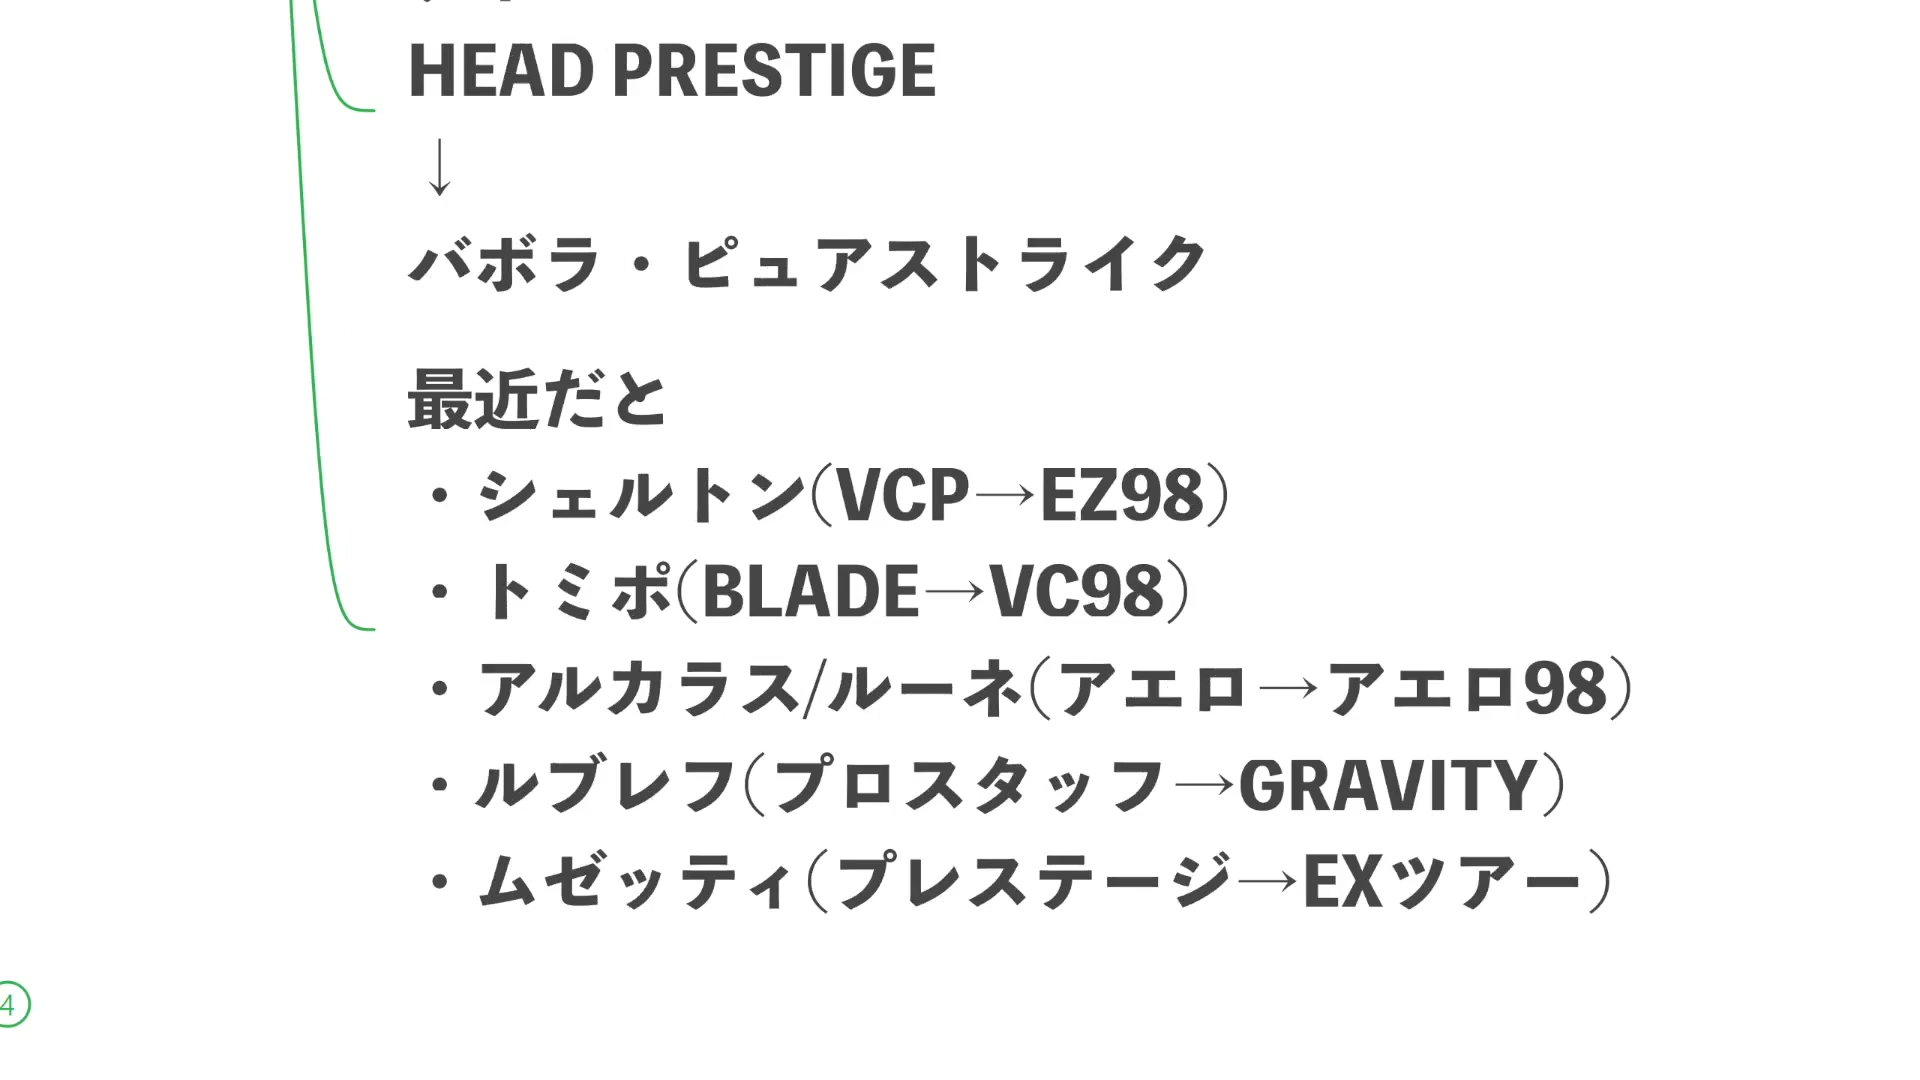 HEAD PRESTIGE
↓
バボラ・ピュアストライク
最近だと
・シェルトン(VCP→EZ98)
・トミポ(BLADE→VC98)
・アルカラス/ルーネ(アエロ→アエロ98)
・ルブレフ(プロスタッフ→GRAVITY)
・ムゼッティ(プレステージ→EXツアー)
4